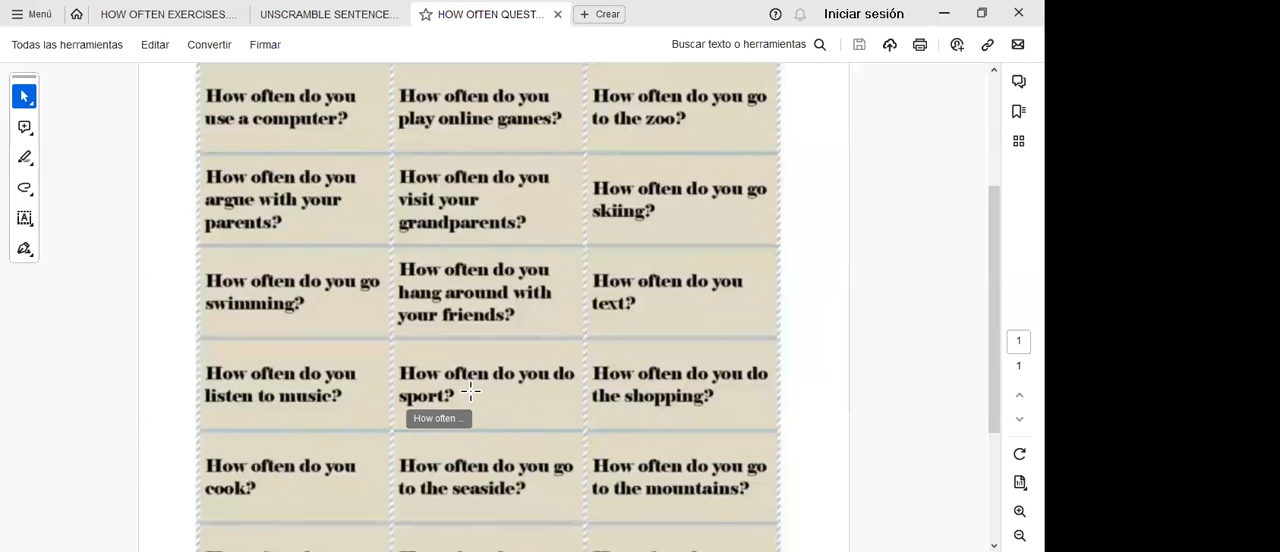 Menú
HOW OFTEN EXERCISES....
UNSCRAMBLE SENTENCE...
HOW OFTEN QUEST...
Crear
Iniciar sesión
Todas las herramientas
Editar
Convertir
Firmar
Buscar texto o herramientas
How often do you
use a computer?
How often do you
play online games?
How often do you go
to the zoo?
How often do you
argue with your
parents?
How often do you
visit your
grandparents?
How often do you go
skiing?
How often do you go
swimming?
How often do you
hang around with
your friends?
How often do you
text?
How often do you
listen to music?
How often do you do
sport?
How often ...
How often do you do
the shopping?
How often do you
cook?
How often do you go
to the seaside?
How often do you go
to the mountains?
1
1